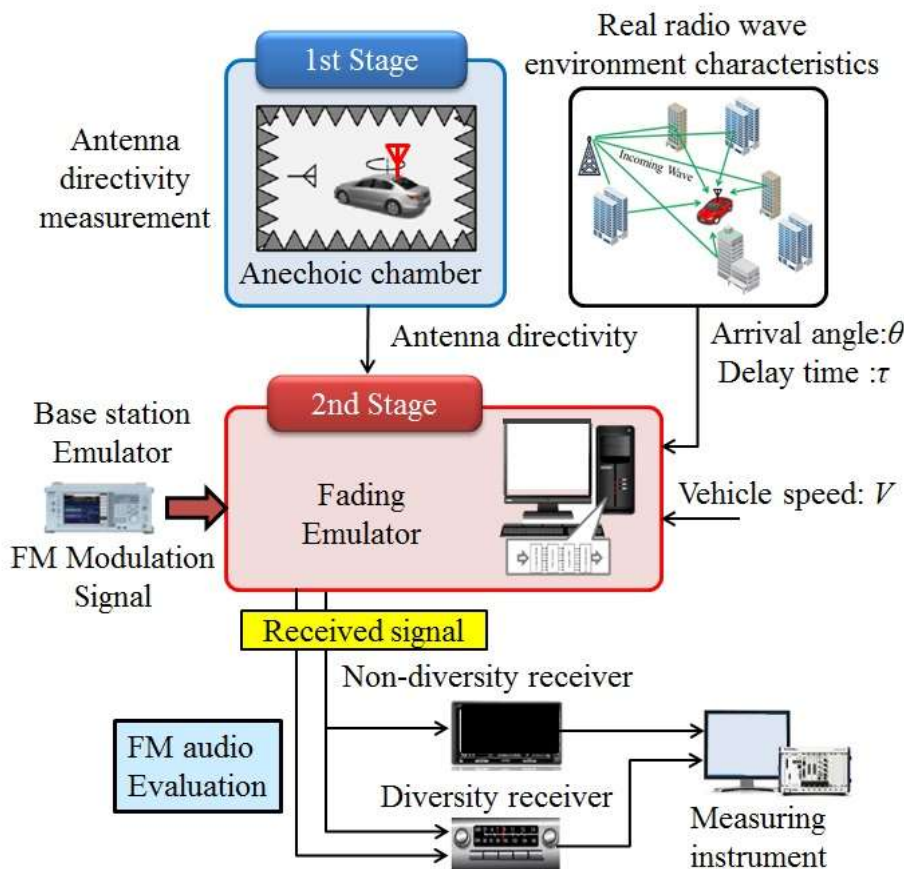 1st Stage
Real radio wave
environment characteristics
Antenna
directivity
measurement
Incoming Wave
Anechoic chamber
Antenna directivity
Arrival angle:θ
Delay time :τ
2nd Stage
Base station
Emulator
Fading
Emulator
Vehicle speed: V
FM Modulation
Signal
Received signal
Non-diversity receiver
FM audio
Evaluation
Diversity receiver
Measuring
instrument